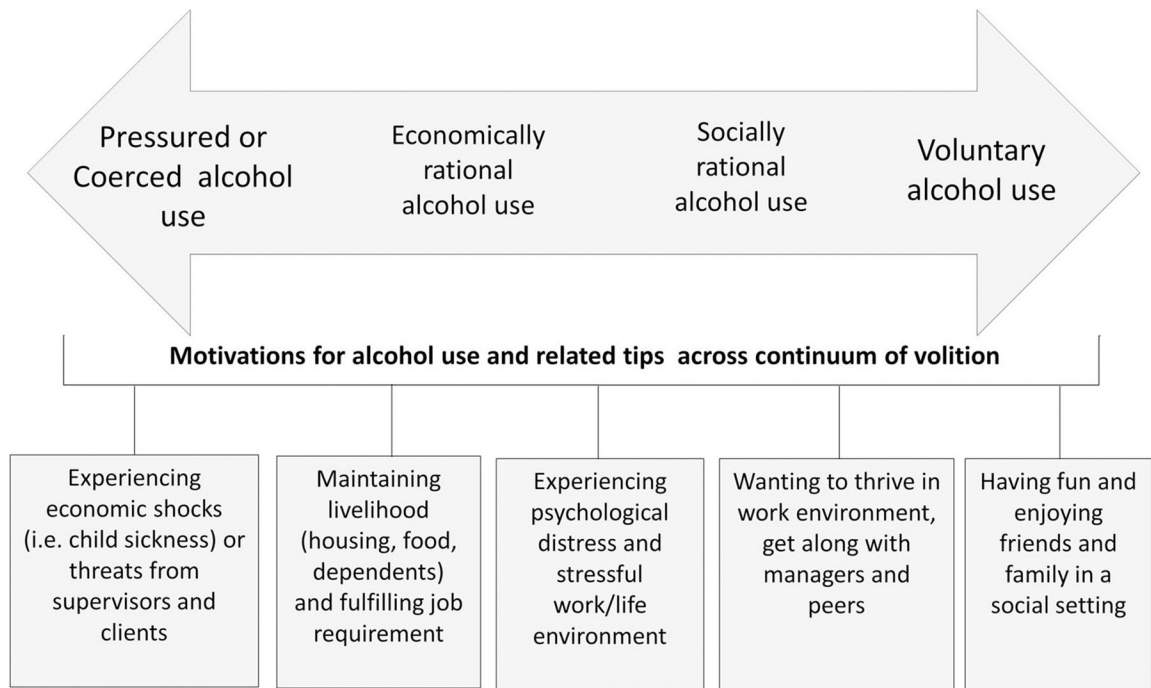 Pressured or
Coerced alcohol
use
Economically
rational
alcohol use
Socially
rational
alcohol use
Voluntary
alcohol use
Motivations for alcohol use and related tips across continuum of volition
Experiencing
economic shocks
(i.e. child sickness) or
threats from
supervisors and
clients
Maintaining
livelihood
(housing, food,
dependents)
and fulfilling job
requirement
Experiencing
psychological
distress and
stressful
work/life
environment
Wanting to thrive in
work environment,
get along with
managers and
peers
Having fun and
enjoying
friends and
family in a
social setting